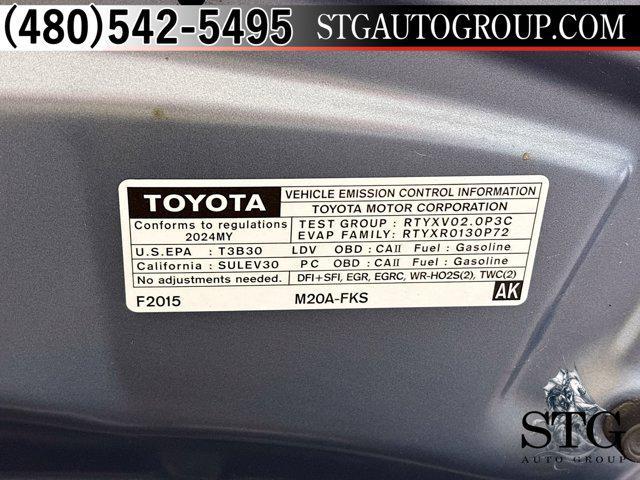 (480)542-5495 STGAUTOGROUP.COM
TOYOTA
VEHICLE EMISSION CONTROL INFORMATION
TOYOTA MOTOR CORPORATION
Conforms to regulations
2024MY
TEST GROUP : RTYXV02.0P3C
EVAP FAMILY: RTYXR0130P72
U.S.EPA : T3B30 LDV OBD : CAII Fuel : Gasoline
California : SULEV30 PC OBD : CAII Fuel : Gasoline
No adjustments needed. DFI+SFI, EGR, EGRC, WR-HO2S(2), TWC(2)
F2015 M20A-FKS AK
STG
AUTO GROUP